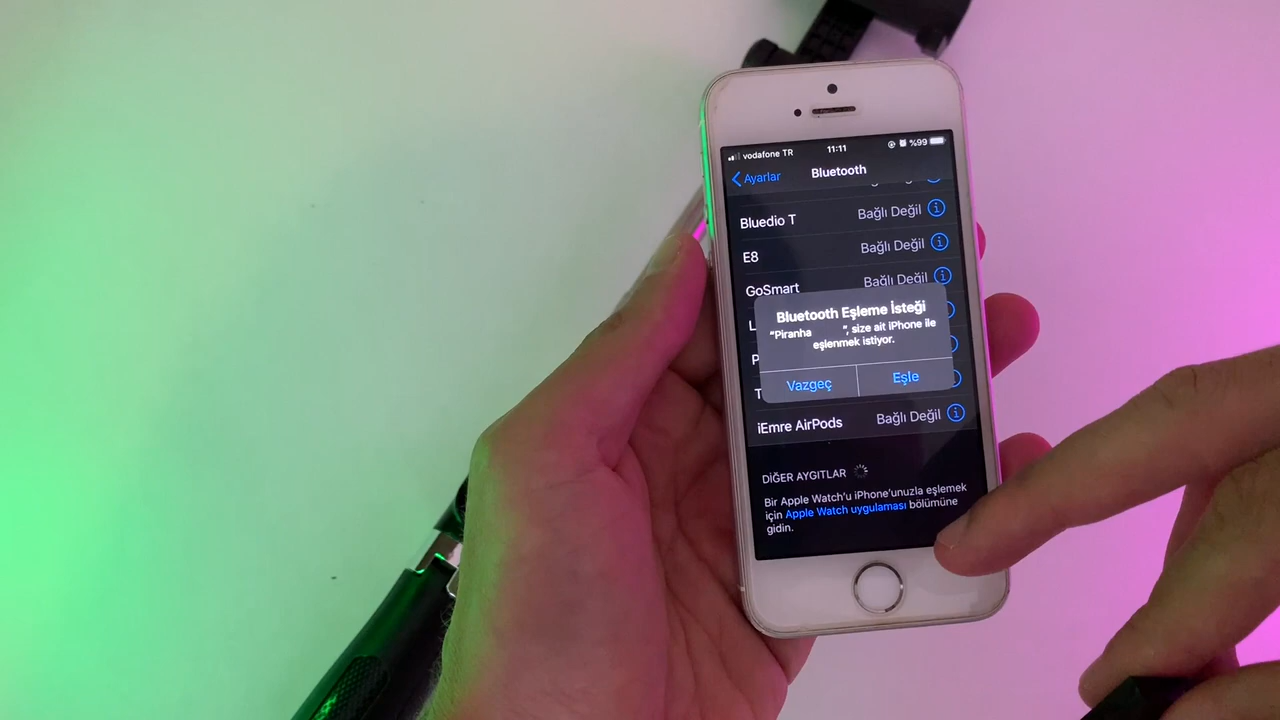 vodafone TR 11:11 %99
Ayarlar Bluetooth
Bluedio T Bağlı Değil
E8 Bağlı Değil
GoSmart Bağlı Değil
L
P
T
Bluetooth Eşleme İsteği
“Piranha ”, size ait iPhone ile
eşlenmek istiyor.
Vazgeç Eşle
iEmre AirPods Bağlı Değil
DİĞER AYGITLAR
Bir Apple Watch'u iPhone'unuzla eşlemek
için Apple Watch uygulaması bölümüne
gidin.